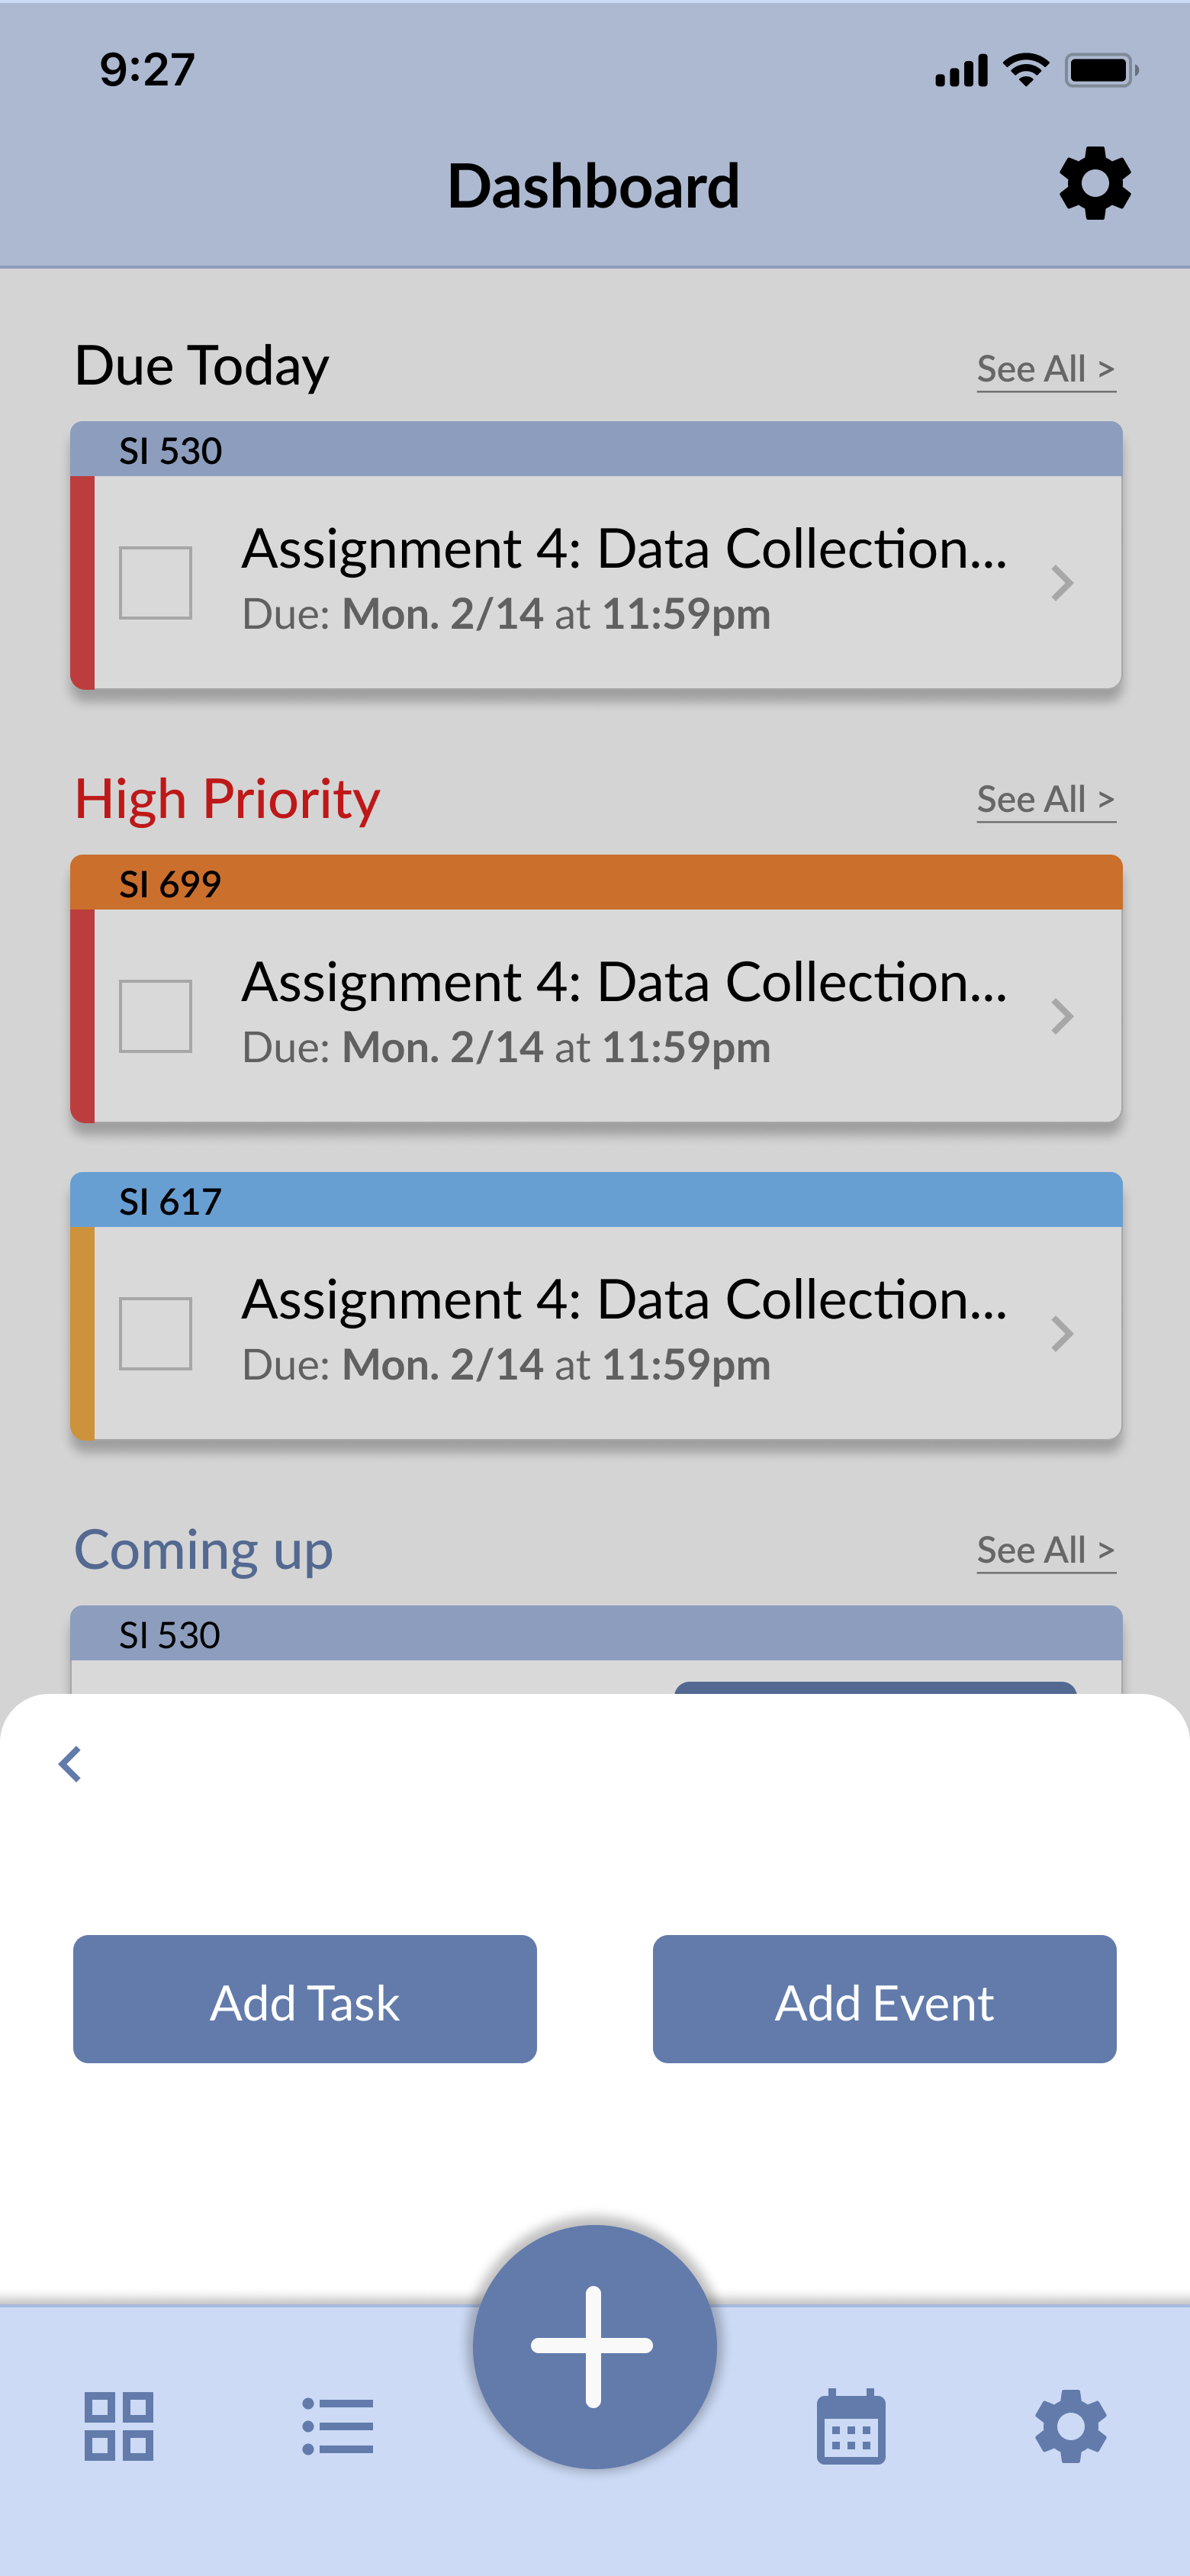 9:27
Dashboard
Due Today
See All >
SI 530
Assignment 4: Data Collection...
Due: Mon. 2/14 at 11:59pm
High Priority
See All >
SI 699
Assignment 4: Data Collection...
Due: Mon. 2/14 at 11:59pm
SI 617
Assignment 4: Data Collection...
Due: Mon. 2/14 at 11:59pm
Coming up
See All >
SI 530
Add Task
Add Event